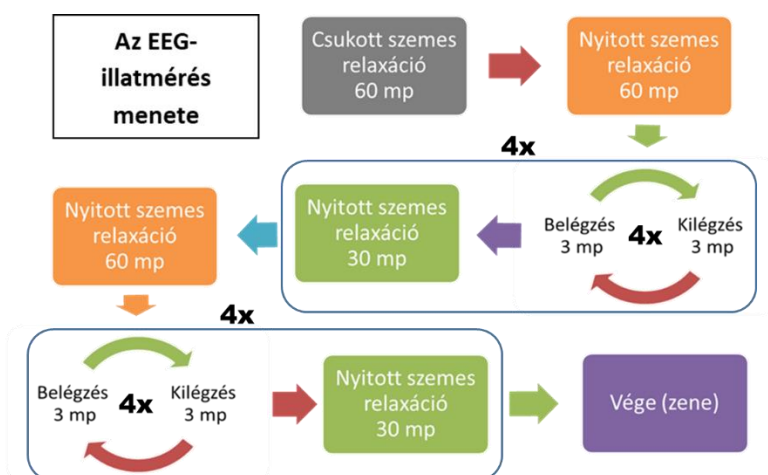 Az EEG-
illatmérés
menete
Csukott szemes
relaxáció
60 mp
Nyitott szemes
relaxáció
60 mp
4x
Belégzés
3 mp
4x
Kilégzés
3 mp
Nyitott szemes
relaxáció
30 mp
Nyitott szemes
relaxáció
60 mp
4x
Belégzés
3 mp
4x
Kilégzés
3 mp
Nyitott szemes
relaxáció
30 mp
Vége (zene)